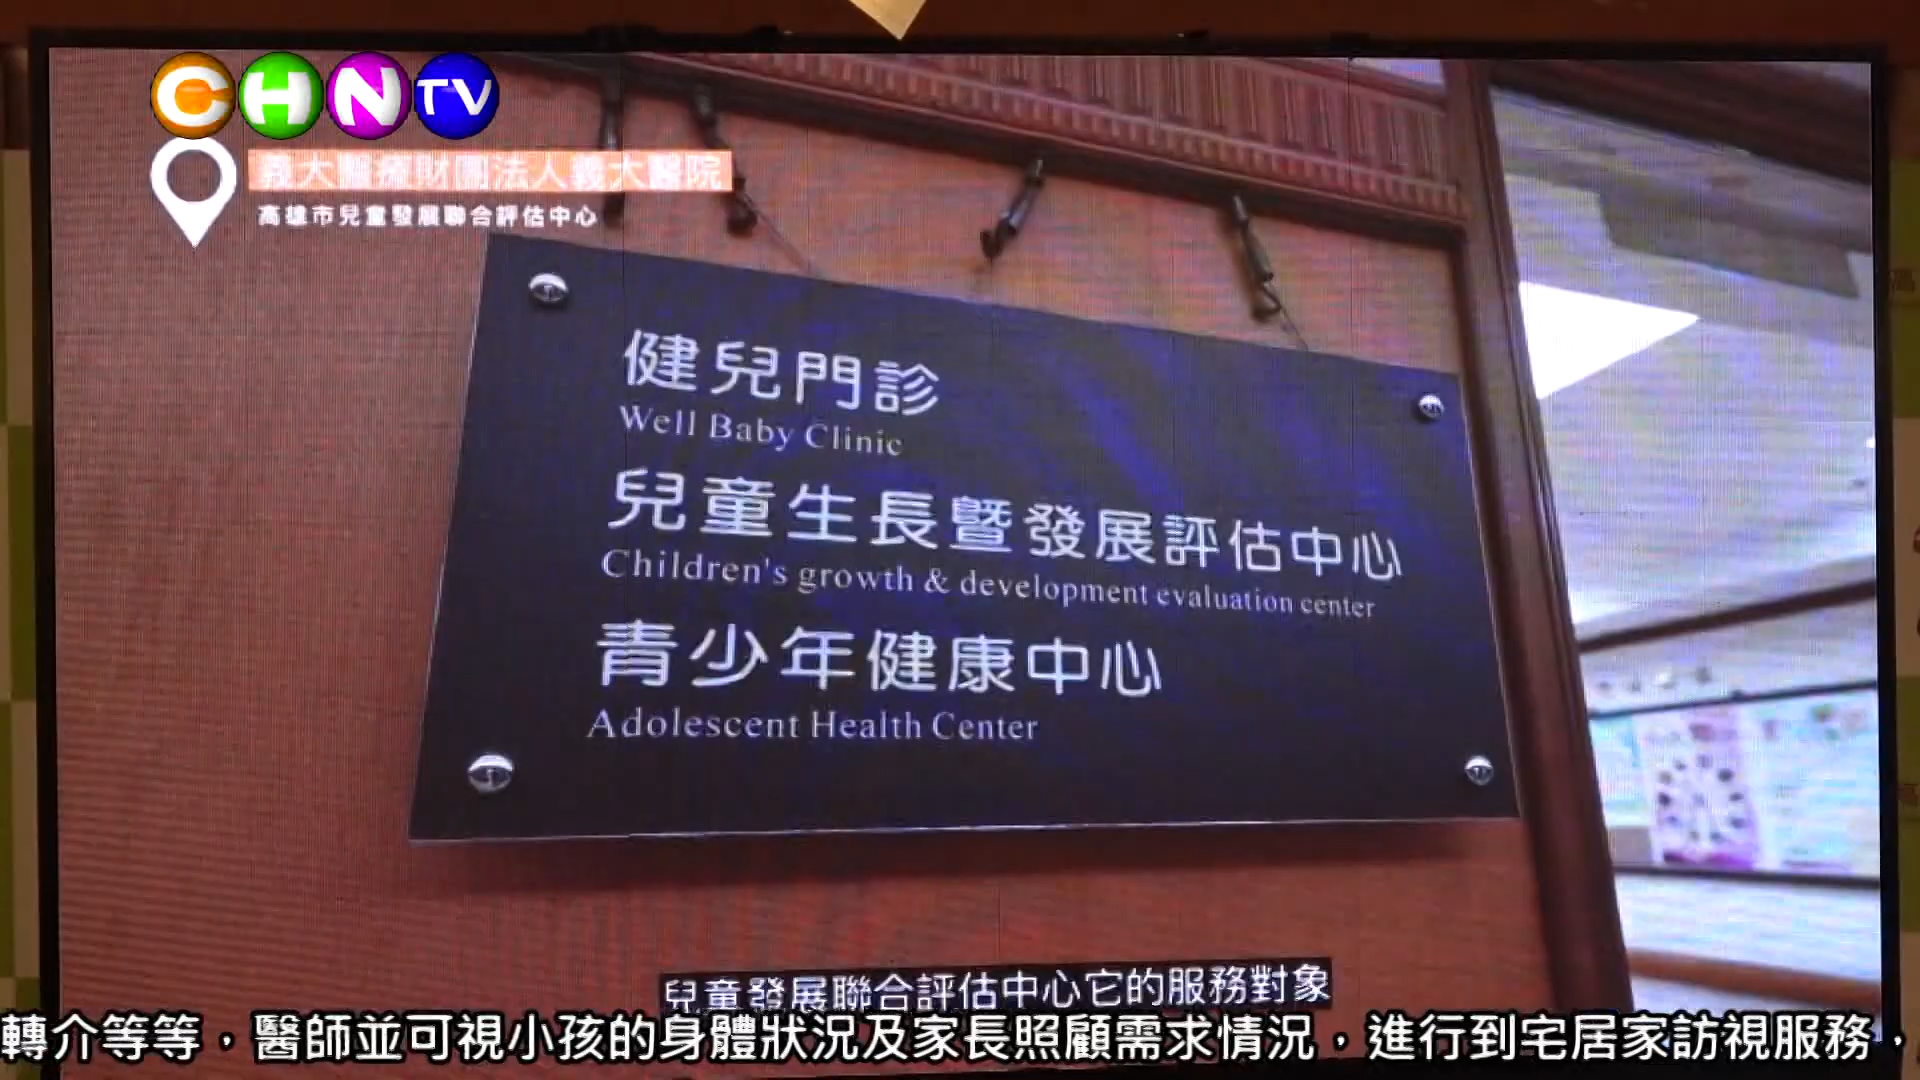 CHNTV
義大醫療財團法人義大醫院
高雄市兒童發展聯合評估中心
健兒門診
Well Baby Clinic
兒童生長暨發展評估中心
Children's growth & development evaluation center
青少年健康中心
Adolescent Health Center
兒童發展聯合評估中心它的服務對象
轉介等等，醫師並可視小孩的身體狀況及家長照顧需求情況，進行到宅居家訪視服務，